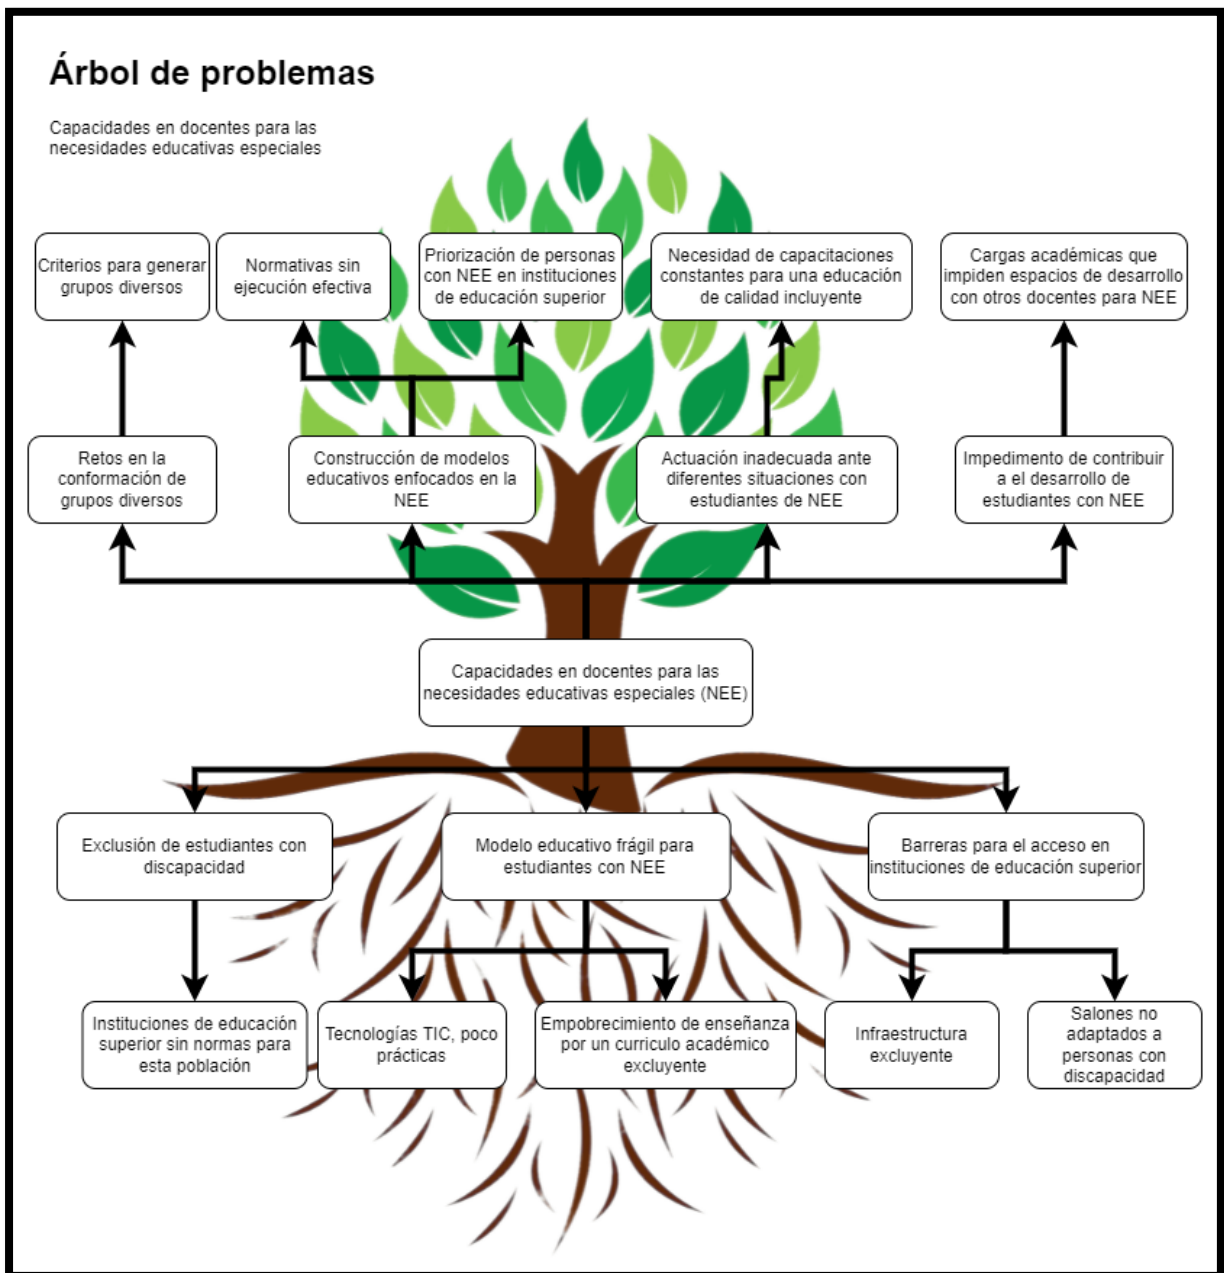 Árbol de problemas
Capacidades en docentes para las
necesidades educativas especiales
Criterios para generar
grupos diversos
Normativas sin
ejecución efectiva
Priorización de personas
con NEE en instituciones
de educación superior
Necesidad de capacitaciones
constantes para una educación
de calidad incluyente
Cargas académicas que
impiden espacios de desarrollo
con otros docentes para NEE
Retos en la
conformación de
grupos diversos
Construcción de modelos
educativos enfocados en la
NEE
Actuación inadecuada ante
diferentes situaciones con
estudiantes de NEE
Impedimento de contribuir
a el desarrollo de
estudiantes con NEE
Capacidades en docentes para las
necesidades educativas especiales (NEE)
Exclusión de estudiantes con
discapacidad
Modelo educativo frágil para
estudiantes con NEE
Barreras para el acceso en
instituciones de educación superior
Instituciones de educación
superior sin normas para
esta población
Tecnologías TIC, poco
prácticas
Empobrecimiento de enseñanza
por un curriculo académico
excluyente
Infraestructura
excluyente
Salones no
adaptados a
personas con
discapacidad